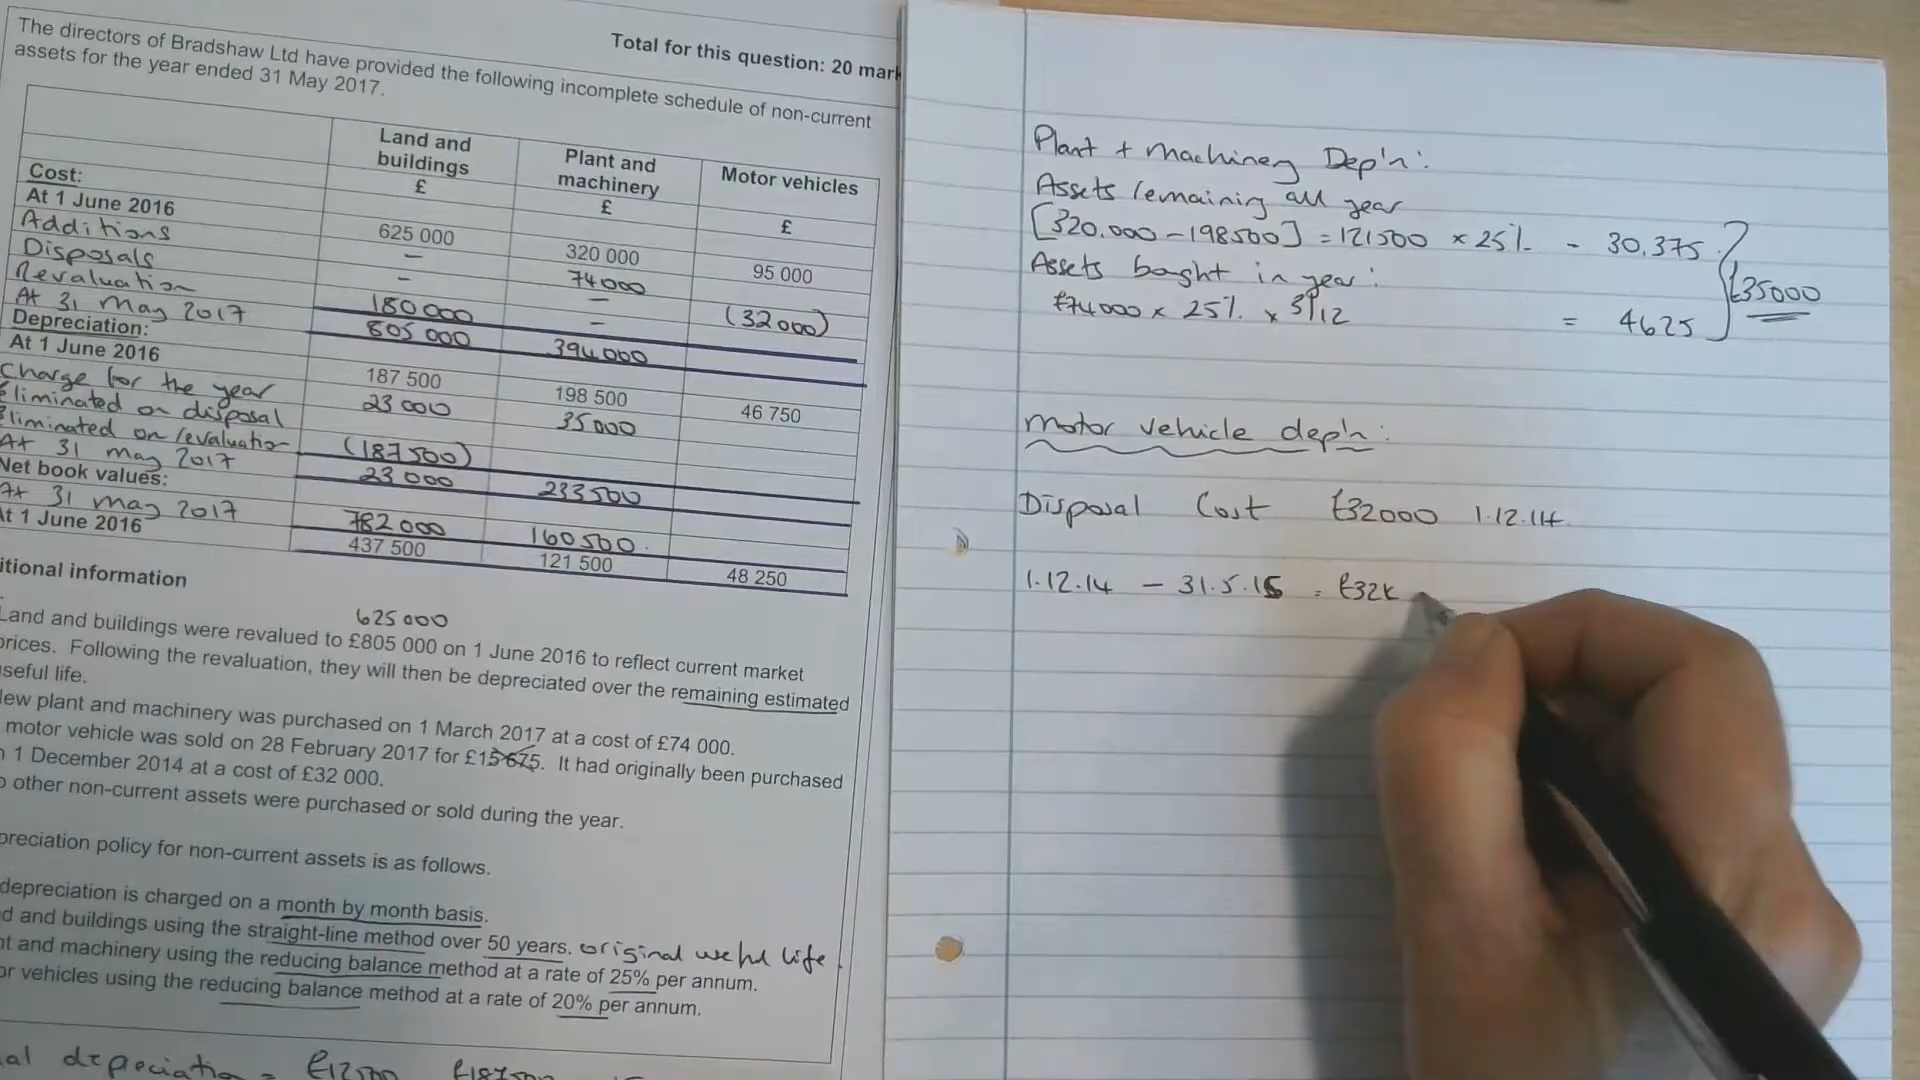 Total for this question: 20 mark
The directors of Bradshaw Ltd have provided the following incomplete schedule of non-current
assets for the year ended 31 May 2017.
Land and buildings Plant and machinery Motor vehicles
£ £ £
Cost:
At 1 June 2016 625 000 320 000 95 000
Additions – 74000
Disposals – – (32000)
Revaluation 180000 –
At 31 may 2017 805 000 394000
Depreciation:
At 1 June 2016 187 500 198 500 46 750
Charge for the year 23000 35000
Eliminated on disposal
Eliminated on revaluation (187500)
At 31 may 2017 23 000 233500
Net book values:
At 31 may 2017 782000 160500.
At 1 June 2016 437 500 121 500 48 250
itional information
625000
Land and buildings were revalued to £805 000 on 1 June 2016 to reflect current market
prices. Following the revaluation, they will then be depreciated over the remaining estimated
useful life.
New plant and machinery was purchased on 1 March 2017 at a cost of £74 000.
motor vehicle was sold on 28 February 2017 for £15 675. It had originally been purchased
n 1 December 2014 at a cost of £32 000.
o other non-current assets were purchased or sold during the year.
preciation policy for non-current assets is as follows.
depreciation is charged on a month by month basis.
d and buildings using the straight-line method over 50 years. original useful life
nt and machinery using the reducing balance method at a rate of 25% per annum.
or vehicles using the reducing balance method at a rate of 20% per annum.
al depreciation = £12500
Plant + Machinery Dep'n:
Assets remaining all year
[320.000 - 198500] = 121500 x 25% - 30,375
Assets bought in year:
£74000 x 25% x 3/12 = 4625
£35000
Motor vehicle dep'n:
Disposal Cost £32000 1.12.14
1.12.14 - 31.5.15 = £32k